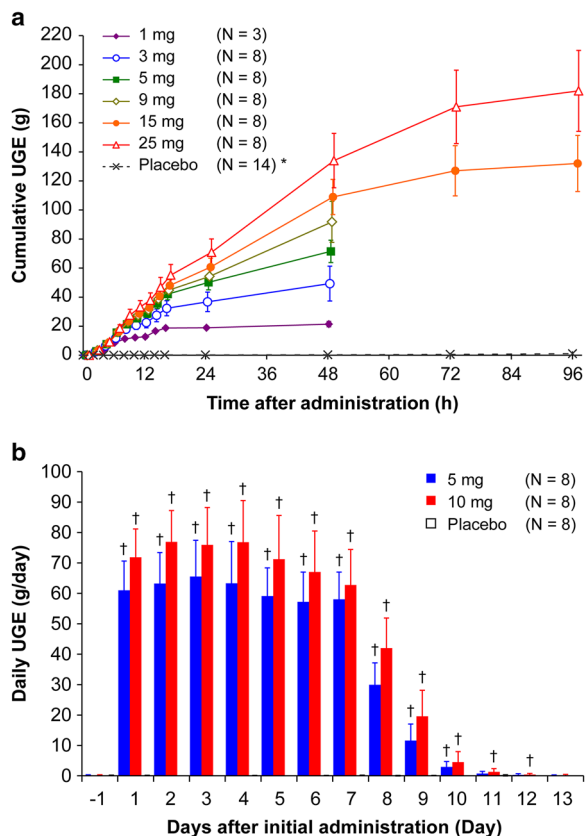 a
220
200
180
160
140
120
100
80
60
40
20
0
Cumulative UGE (g)
1 mg (N = 3)
3 mg (N = 8)
5 mg (N = 8)
9 mg (N = 8)
15 mg (N = 8)
25 mg (N = 8)
Placebo (N = 14) *
0 12 24 36 48 60 72 84 96
Time after administration (h)
b
100
90
80
70
60
50
40
30
20
10
0
Daily UGE (g/day)
5 mg (N = 8)
10 mg (N = 8)
Placebo (N = 8)
† † † † † † † † † † † † † † † † † † † † † †
-1 1 2 3 4 5 6 7 8 9 10 11 12 13
Days after initial administration (Day)